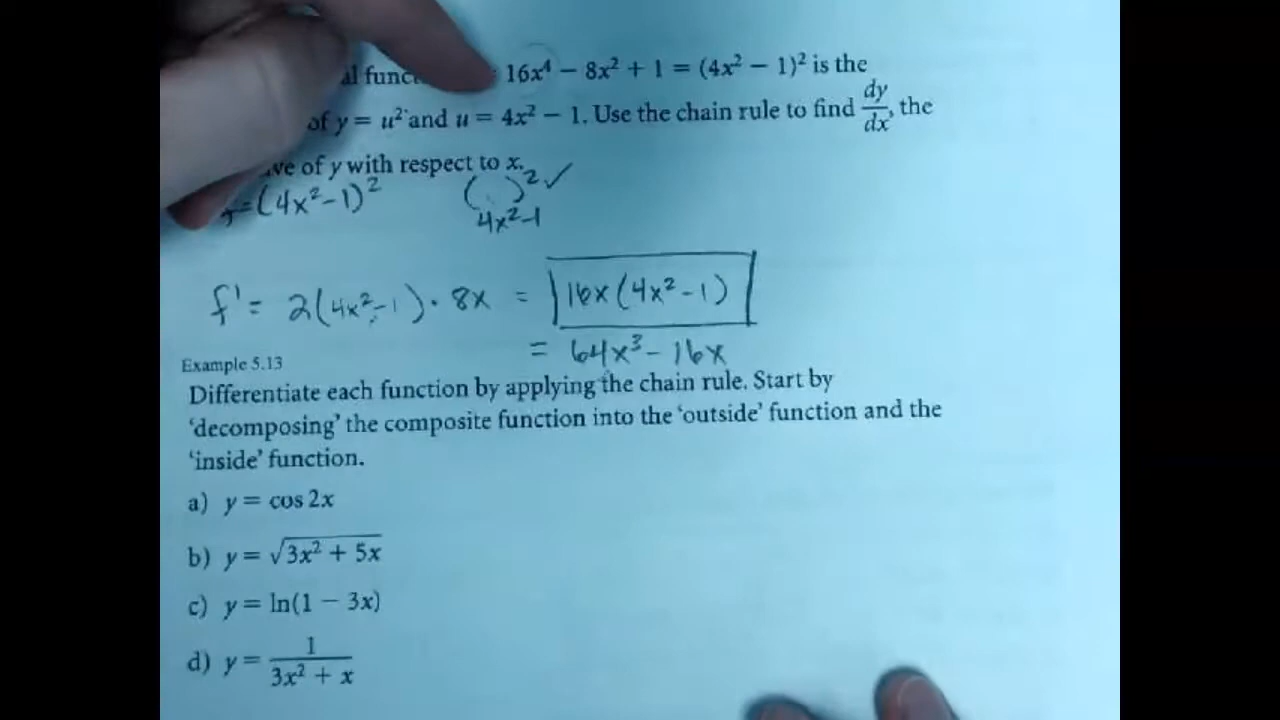 al func 16x⁴ − 8x² + 1 = (4x² − 1)² is the
of y = u² and u = 4x² − 1. Use the chain rule to find dy/dx, the
ve of y with respect to x.
=(4x²-1)² ( )² ✓
4x²-1
f' = 2(4x²-1) · 8x = 16x(4x²-1)
= 64x³ - 16x
Example 5.13
Differentiate each function by applying the chain rule. Start by
‘decomposing’ the composite function into the ‘outside’ function and the
‘inside’ function.
a) y = cos 2x
b) y = √(3x² + 5x)
c) y = ln(1 − 3x)
d) y = 1/(3x² + x)